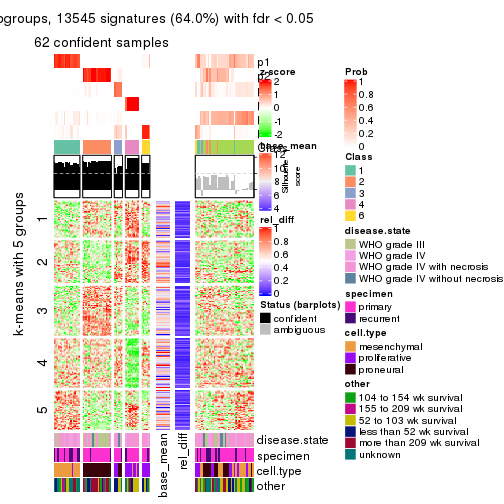 ogroups, 13545 signatures (64.0%) with fdr < 0.05
62 confident samples
p1
p2
z-score
2
1
0
-1
-2
Class
base_mean
12
10
8
6
4
Silhouette
score
rel_diff
1
0.8
0.6
0.4
0.2
0
Status (barplots)
confident
ambiguous
Prob
1
0.8
0.6
0.4
0.2
0
Class
1
2
3
4
6
disease.state
WHO grade III
WHO grade IV
WHO grade IV with necrosis
WHO grade IV without necrosis
specimen
primary
recurrent
cell.type
mesenchymal
proliferative
proneural
other
104 to 154 wk survival
155 to 209 wk survival
52 to 103 wk survival
less than 52 wk survival
more than 209 wk survival
unknown
k-means with 5 groups
1
2
3
4
5
base_mean
rel_diff
disease.state
specimen
cell.type
other